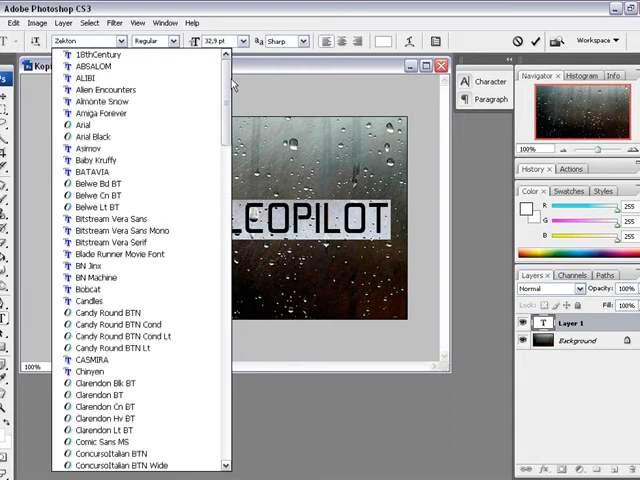 Adobe Photoshop CS3
Edit Image Layer Select Filter View Window Help
T Zekton Regular T 32,9 pt aa Sharp Workspace
18thCentury
ABSALOM
ALIBI
Alien Encounters
Almonte Snow
Amiga Forever
Arial
Arial Black
Asimov
Baby Kruffy
BATAVIA
Belwe Bd BT
Belwe Cn BT
Belwe Lt BT
Bitstream Vera Sans
Bitstream Vera Sans Mono
Bitstream Vera Serif
Blade Runner Movie Font
BN Jinx
BN Machine
Bobcat
Candles
Candy Round BTN
Candy Round BTN Cond
Candy Round BTN Cond Lt
Candy Round BTN Lt
CASMIRA
Chinyen
Clarendon Blk BT
Clarendon BT
Clarendon Cn BT
Clarendon Hv BT
Clarendon Lt BT
Comic Sans MS
ConcursoItalian BTN
ConcursoItalian BTN Wide
COPILOT
100%
Character
Paragraph
Navigator Histogram Info
100%
History Actions
Color Swatches Styles
R 255
G 255
B 255
Layers Channels Paths
Normal Opacity: 100%
Lock: Fill: 100%
T Layer 1
Background